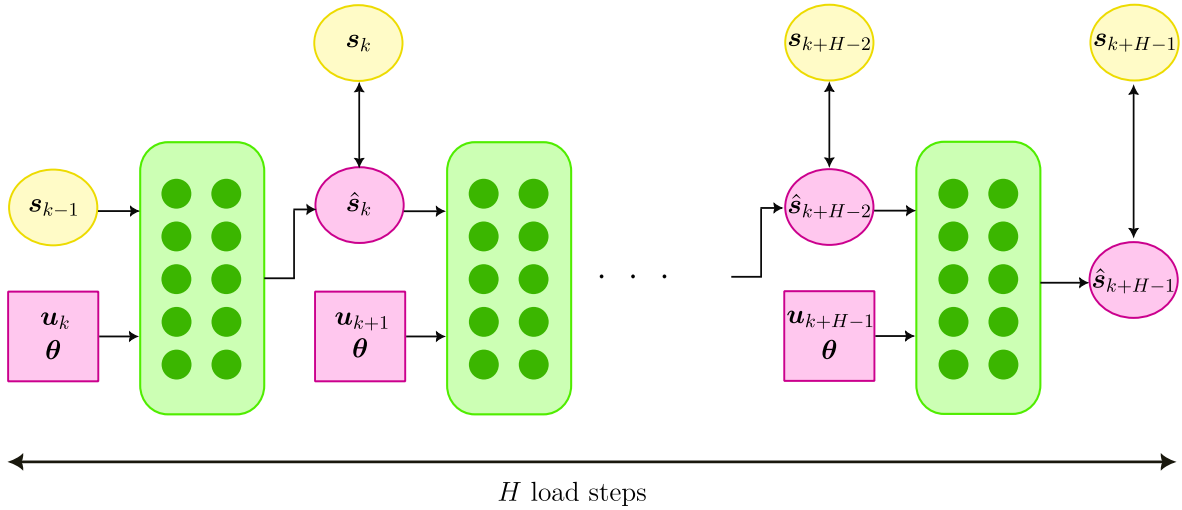 s_k
s_{k+H−2}
s_{k+H−1}
s_{k−1}
ŝ_k
ŝ_{k+H−2}
ŝ_{k+H−1}
u_k
θ
u_{k+1}
θ
. . .
u_{k+H−1}
θ
H load steps